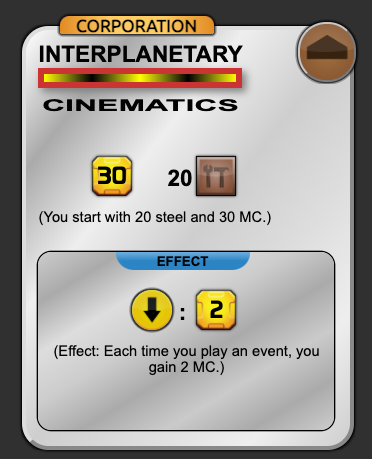 CORPORATION
INTERPLANETARY
CINEMATICS
30 20
(You start with 20 steel and 30 MC.)
EFFECT
: 2
(Effect: Each time you play an event, you
gain 2 MC.)